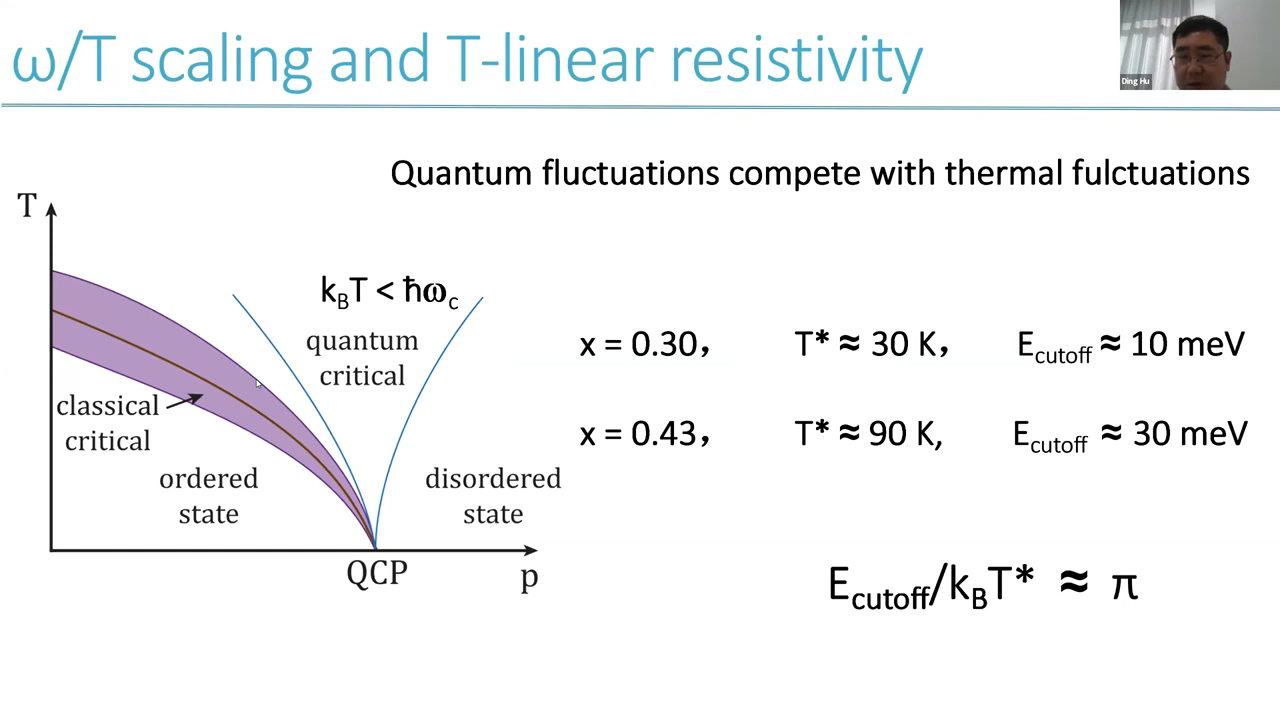 ω/T scaling and T-linear resistivity
Ding Hu
Quantum fluctuations compete with thermal fulctuations
T
k_BT < ħω_c
quantum
critical
classical
critical
ordered
state
disordered
state
QCP
p
x = 0.30, T* ≈ 30 K, E_cutoff ≈ 10 meV
x = 0.43, T* ≈ 90 K, E_cutoff ≈ 30 meV
E_cutoff/k_BT* ≈ π